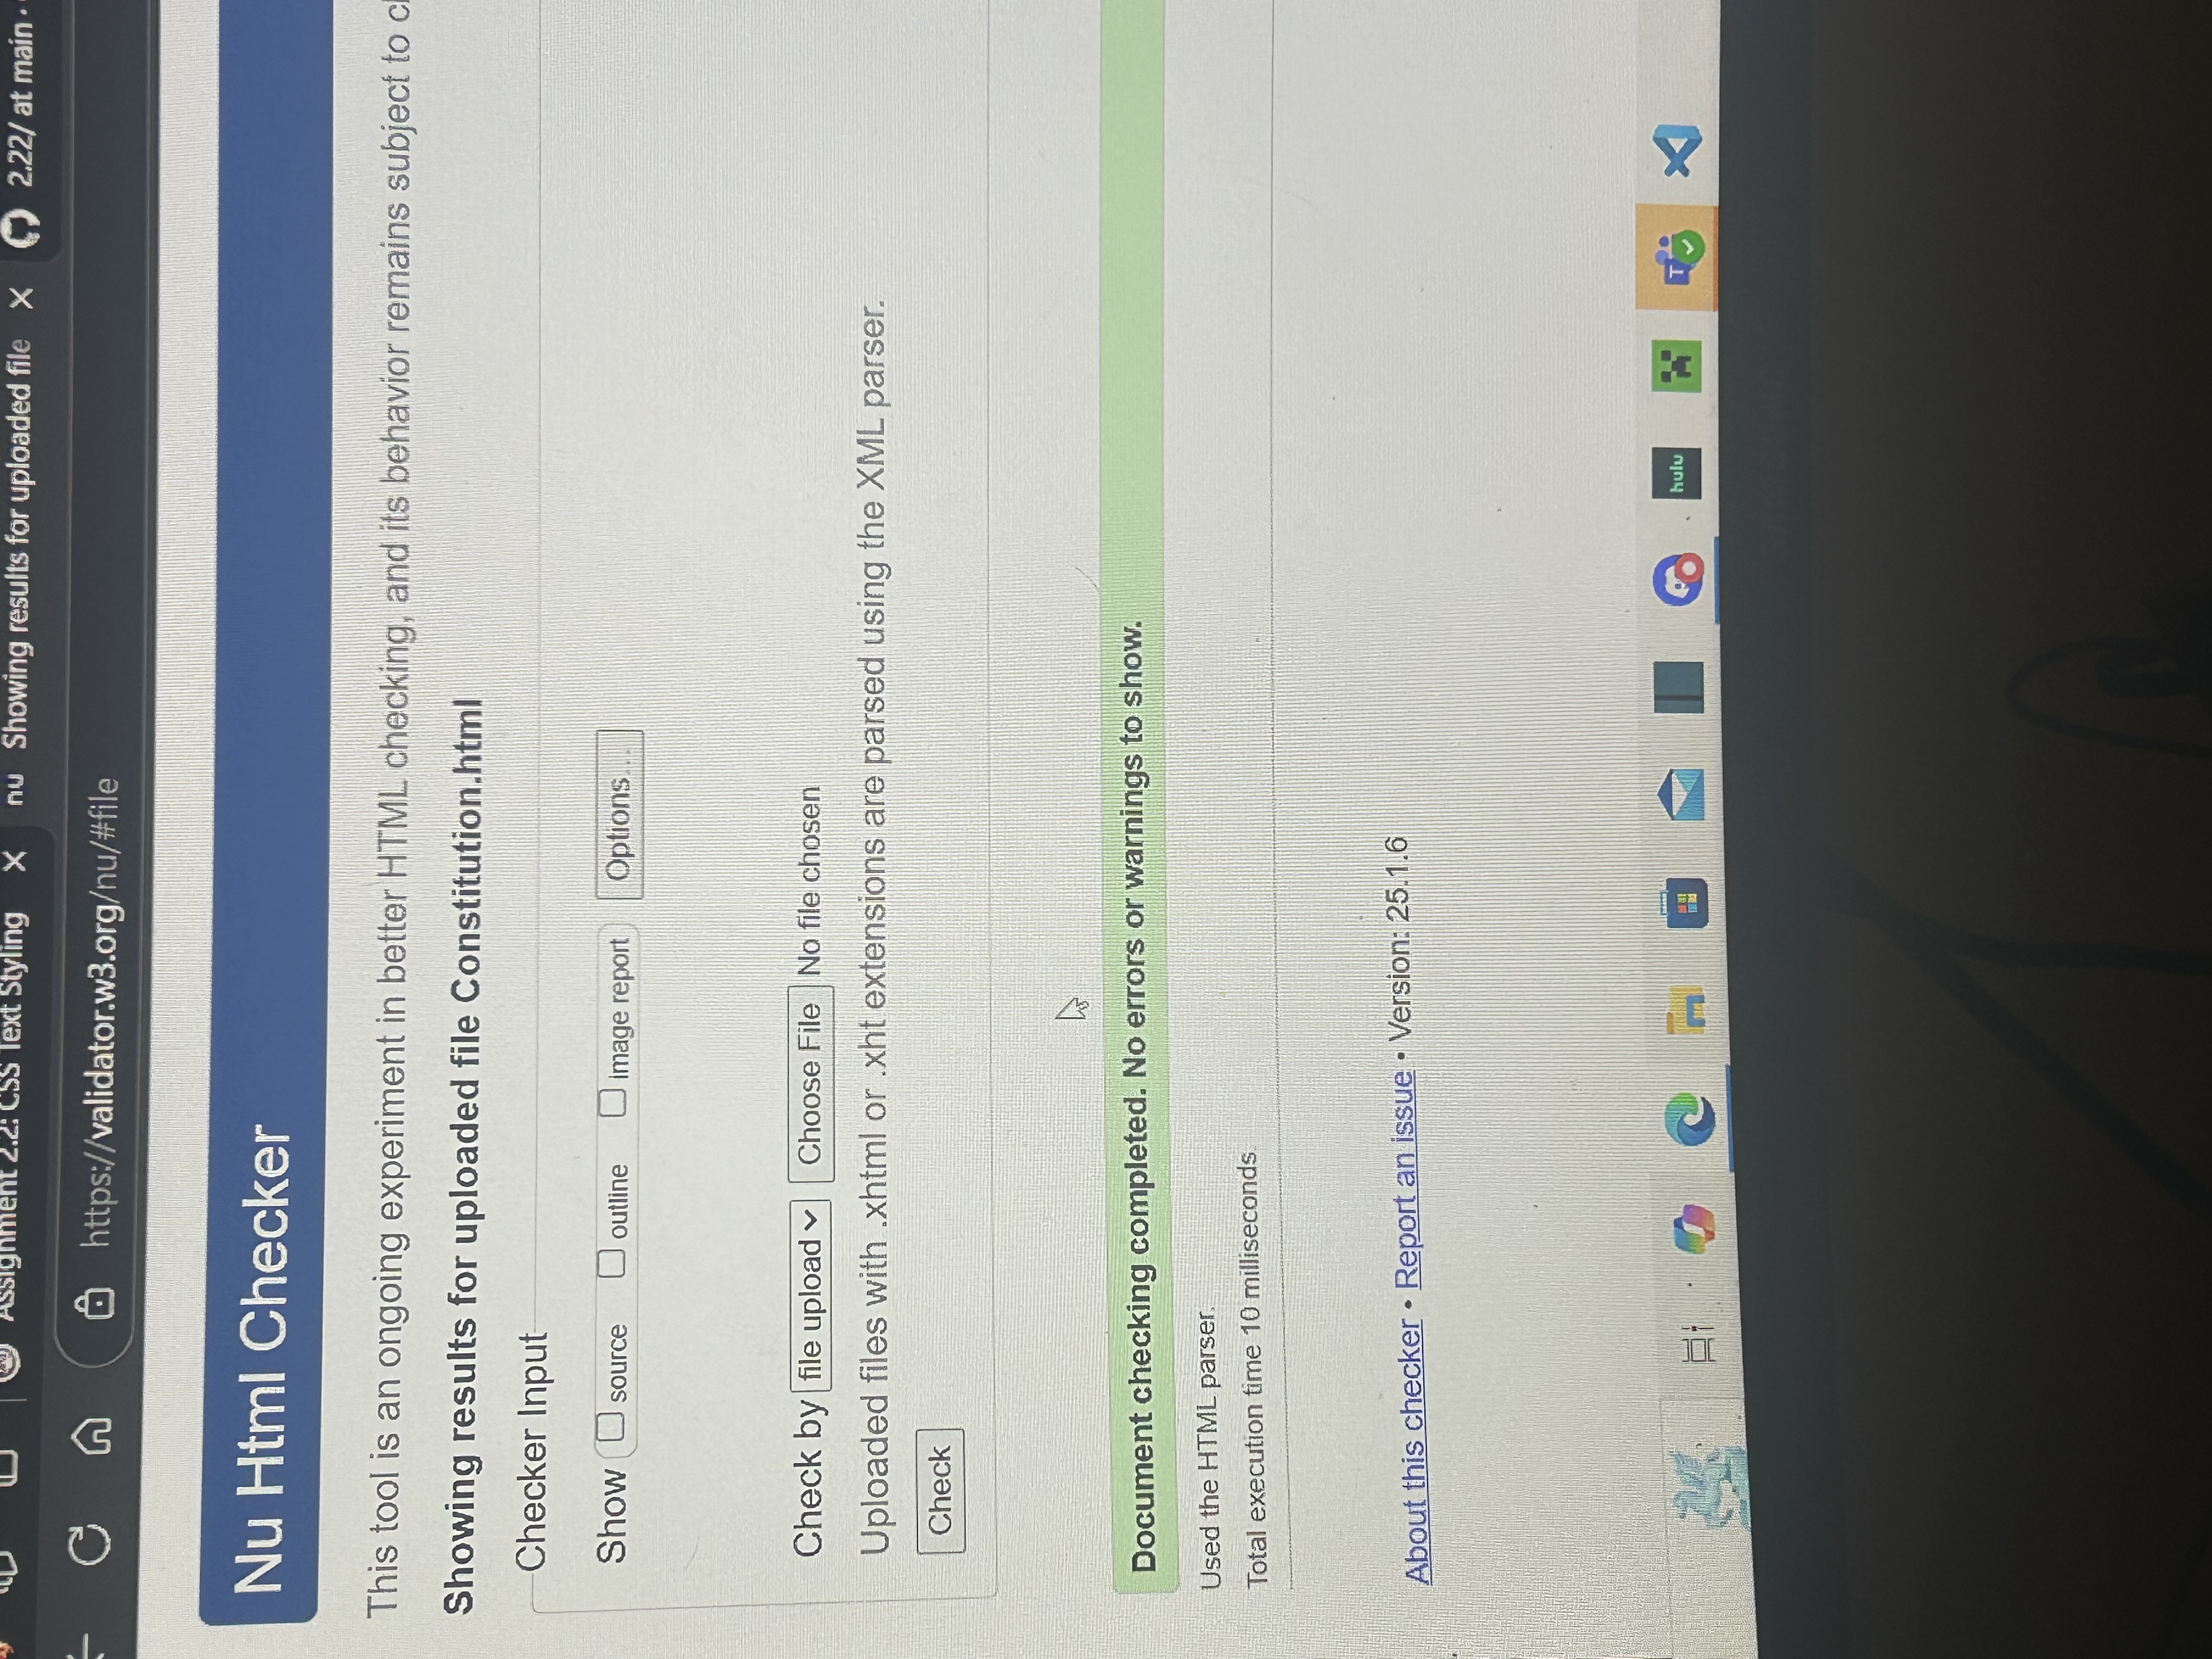 Assignment 2.2: CSS Text Styling
nu Showing results for uploaded file
2.22/ at main ·
https://validator.w3.org/nu/#file
Nu Html Checker
This tool is an ongoing experiment in better HTML checking, and its behavior remains subject to
Showing results for uploaded file Constitution.html
Checker Input
Show source outline image report Options...
Check by file upload Choose File No file chosen
Uploaded files with .xhtml or .xht extensions are parsed using the XML parser.
Check
Document checking completed. No errors or warnings to show.
Used the HTML parser.
Total execution time 10 milliseconds.
About this checker • Report an issue • Version: 25.1.6
hulu
T